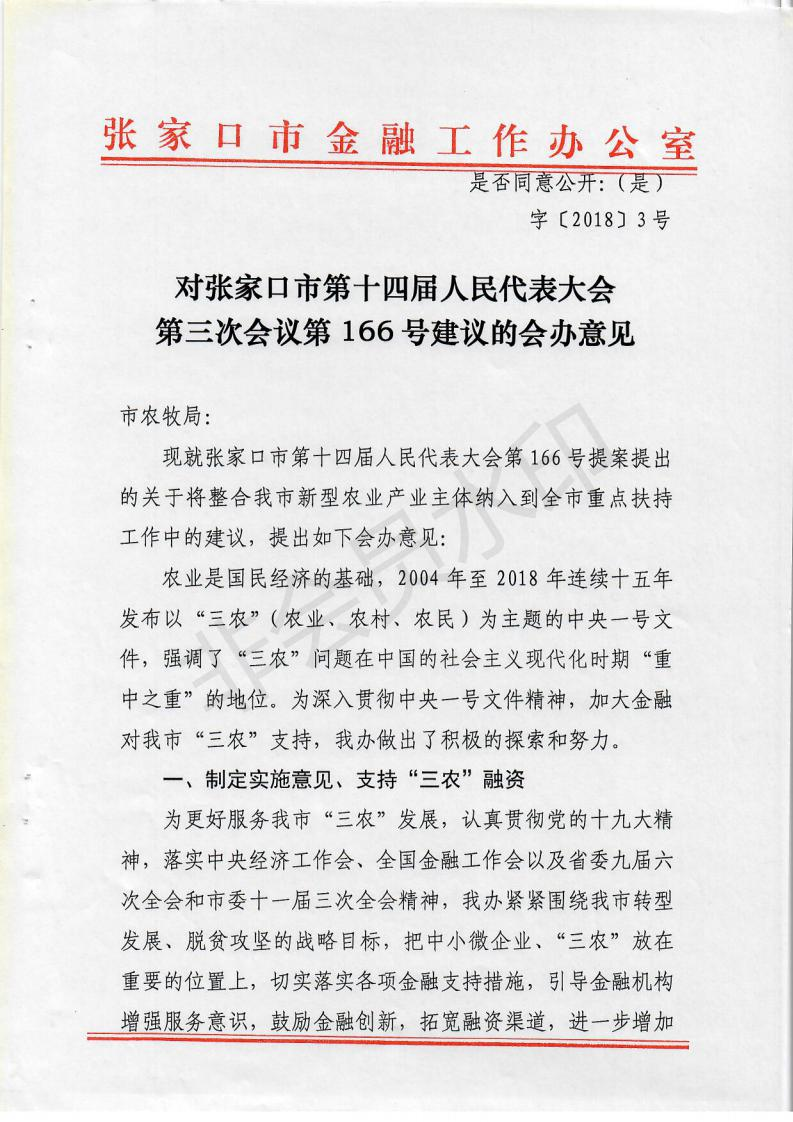 张家口市金融工作办公室
是否同意公开：（是）
字〔2018〕3号
对张家口市第十四届人民代表大会
第三次会议第166号建议的会办意见
市农牧局：
现就张家口市第十四届人民代表大会第166号提案提出
的关于将整合我市新型农业产业主体纳入到全市重点扶持
工作中的建议，提出如下会办意见：
农业是国民经济的基础，2004年至2018年连续十五年
发布以“三农”（农业、农村、农民）为主题的中央一号文
件，强调了“三农”问题在中国的社会主义现代化时期“重
中之重”的地位。为深入贯彻中央一号文件精神，加大金融
对我市“三农”支持，我办做出了积极的探索和努力。
一、制定实施意见、支持“三农”融资
为更好服务我市“三农”发展，认真贯彻党的十九大精
神，落实中央经济工作会、全国金融工作会以及省委九届六
次全会和市委十一届三次全会精神，我办紧紧围绕我市转型
发展、脱贫攻坚的战略目标，把中小微企业、“三农”放在
重要的位置上，切实落实各项金融支持措施，引导金融机构
增强服务意识，鼓励金融创新，拓宽融资渠道，进一步增加
非会员水印